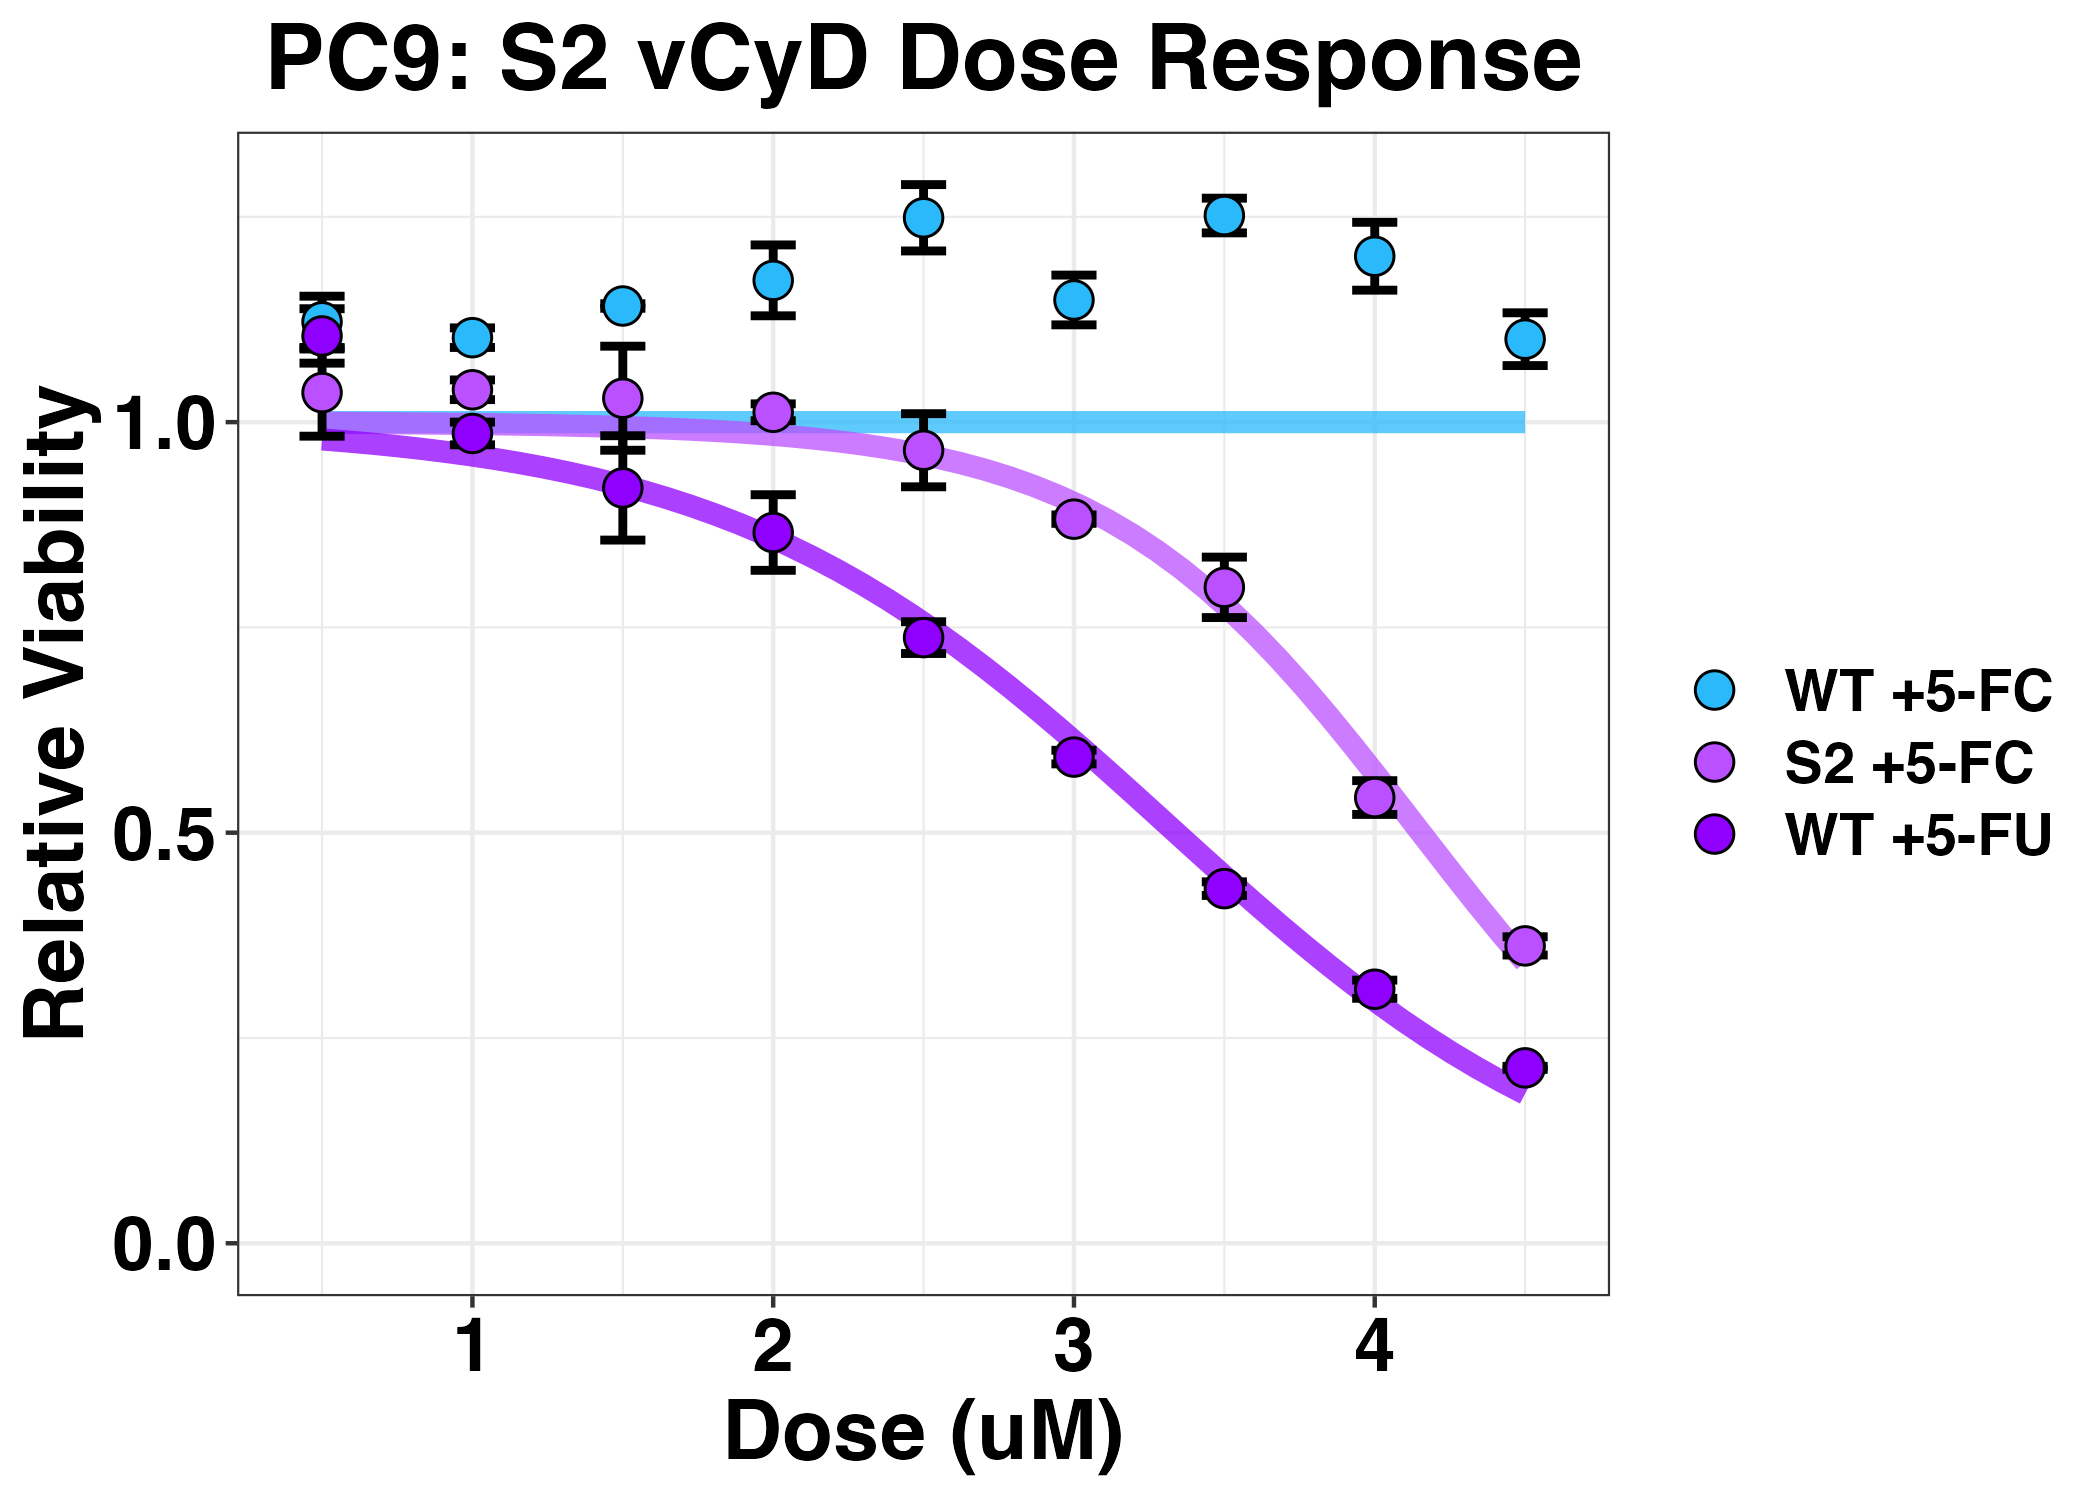 PC9: S2 vCyD Dose Response
Relative Viability
1.0
0.5
0.0
1 2 3 4
Dose (uM)
WT +5-FC
S2 +5-FC
WT +5-FU